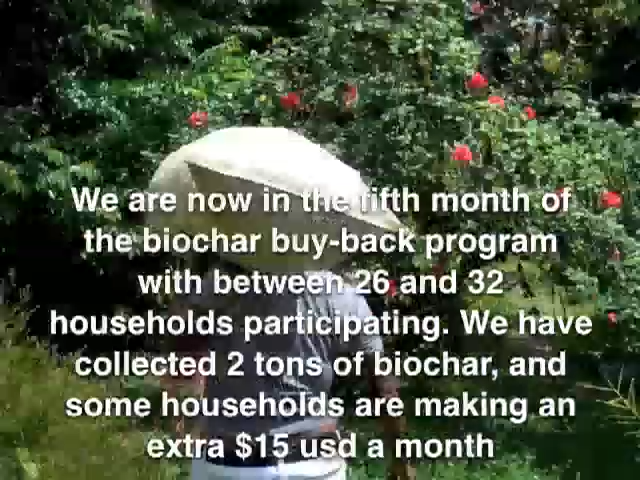 We are now in the fifth month of
the biochar buy-back program
with between 26 and 32
households participating. We have
collected 2 tons of biochar, and
some households are making an
extra $15 usd a month